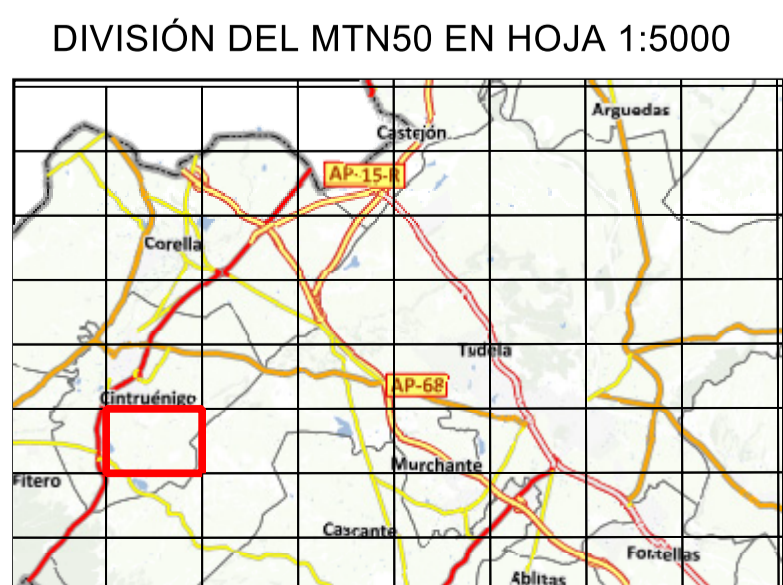 DIVISIÓN DEL MTN50 EN HOJA 1:5000
Arguedas
Castejón
AP-15-R
Corella
Tudela
AP-68
Cintruénigo
Murchante
Fitero
Cascante
Fontellas
Ablitas